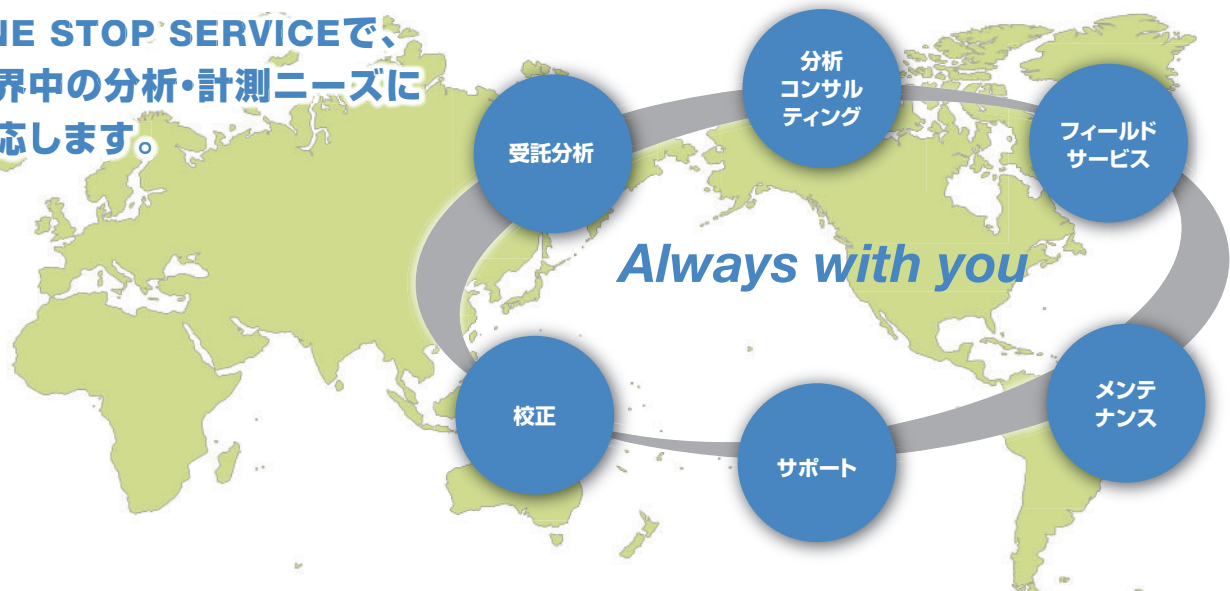 NE STOP SERVICEで、
界中の分析・計測ニーズに
応します。
分析
コンサル
ティング
フィールド
サービス
受託分析
Always with you
メンテ
ナンス
校正
サポート